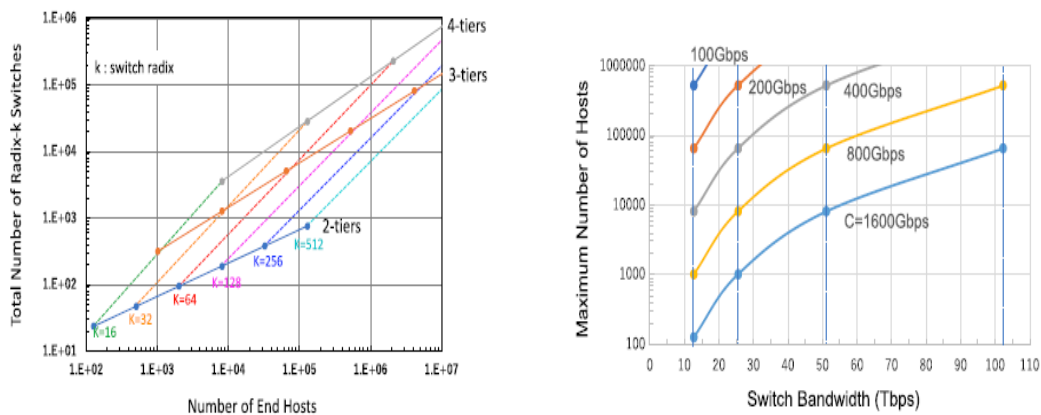 Total Number of Radix-k Switches
1.E+06
1.E+05
1.E+04
1.E+03
1.E+02
1.E+01
k : switch radix
4-tiers
3-tiers
2-tiers
K=16
K=32
K=64
K=128
K=256
K=512
1.E+02 1.E+03 1.E+04 1.E+05 1.E+06 1.E+07
Number of End Hosts
Maximum Number of Hosts
1000000
100000
10000
1000
100
100Gbps
200Gbps
400Gbps
800Gbps
C=1600Gbps
0 10 20 30 40 50 60 70 80 90 100 110
Switch Bandwidth (Tbps)